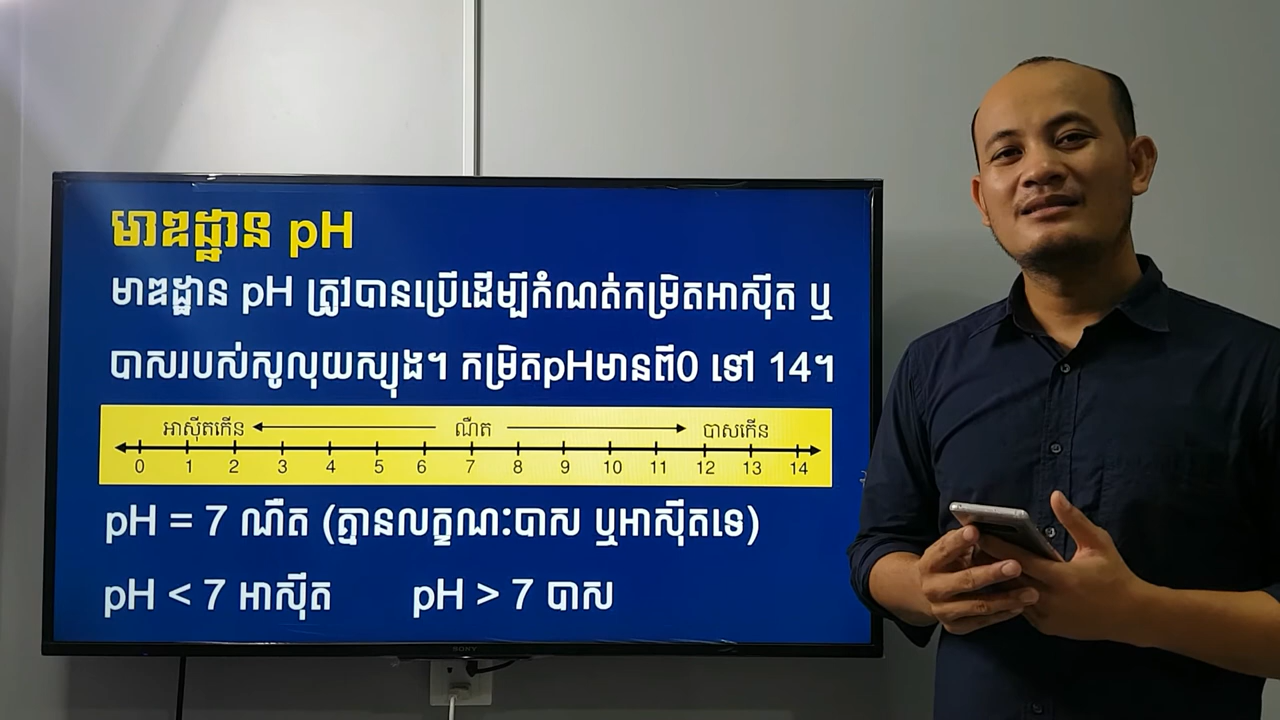 មាឌដ្ឋាន pH
មាឌដ្ឋាន pH ត្រូវបានប្រើដើម្បីកំណត់កម្រិតអាស៊ីត ឬ
បាសរបស់សូលុយស្យុង។ កម្រិតpHមានពី0 ទៅ 14។
អាស៊ីតកើន ណឺត បាសកើន
0 1 2 3 4 5 6 7 8 9 10 11 12 13 14
pH = 7 ណឺត (គ្មានលក្ខណៈបាស ឬអាស៊ីតទេ)
pH < 7 អាស៊ីត pH > 7 បាស
SONY